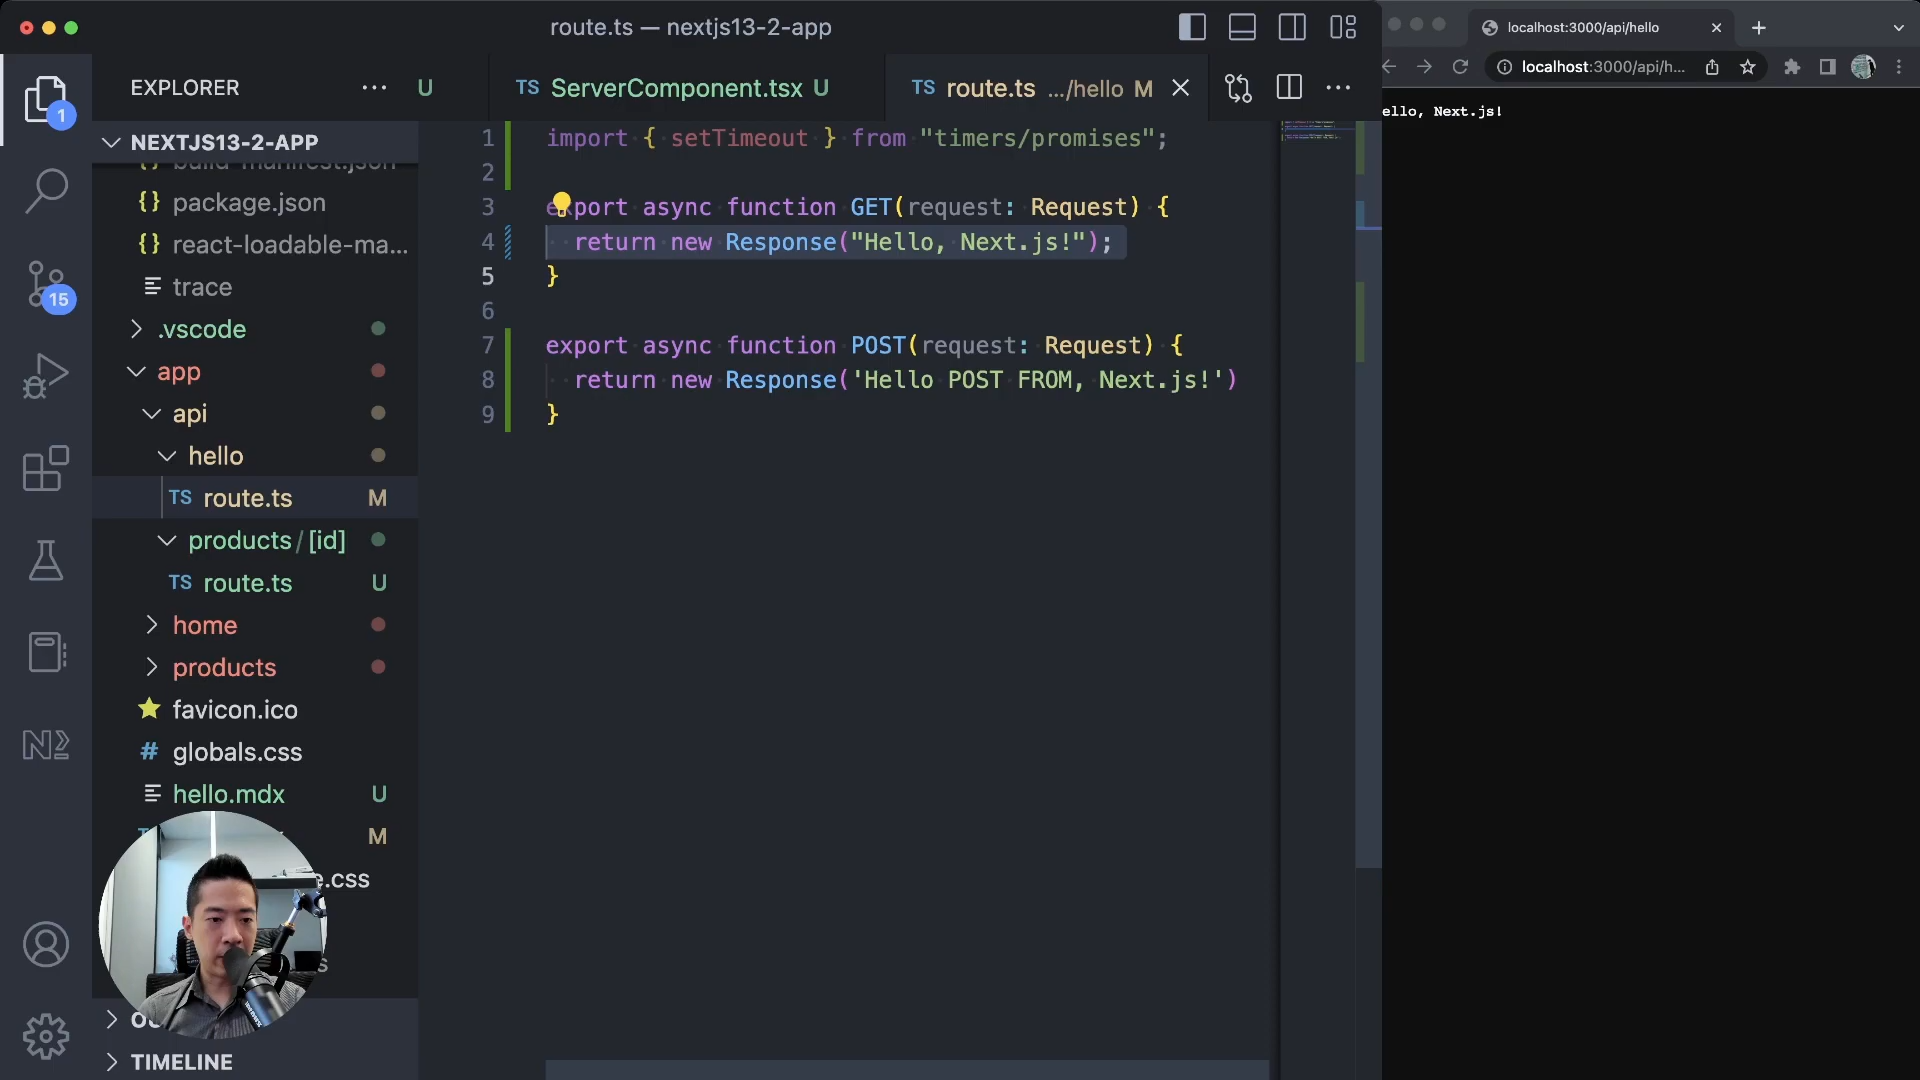 route.ts — nextjs13-2-app
localhost:3000/api/hello
localhost:3000/api/h...
1
15
EXPLORER
U
TS ServerComponent.tsx U
TS route.ts .../hello M
NEXTJS13-2-APP
{} build-manifest.json
{} package.json
{} react-loadable-ma...
trace
.vscode
app
api
hello
TS route.ts M
products/[id]
TS route.ts U
home
products
favicon.ico
# globals.css
hello.mdx U
M
e.css
s
TIMELINE
1 import { setTimeout } from "timers/promises";
2
3 export async function GET(request: Request) {
4 return new Response("Hello, Next.js!");
5 }
6
7 export async function POST(request: Request) {
8 return new Response('Hello POST FROM, Next.js!')
9 }
ello, Next.js!